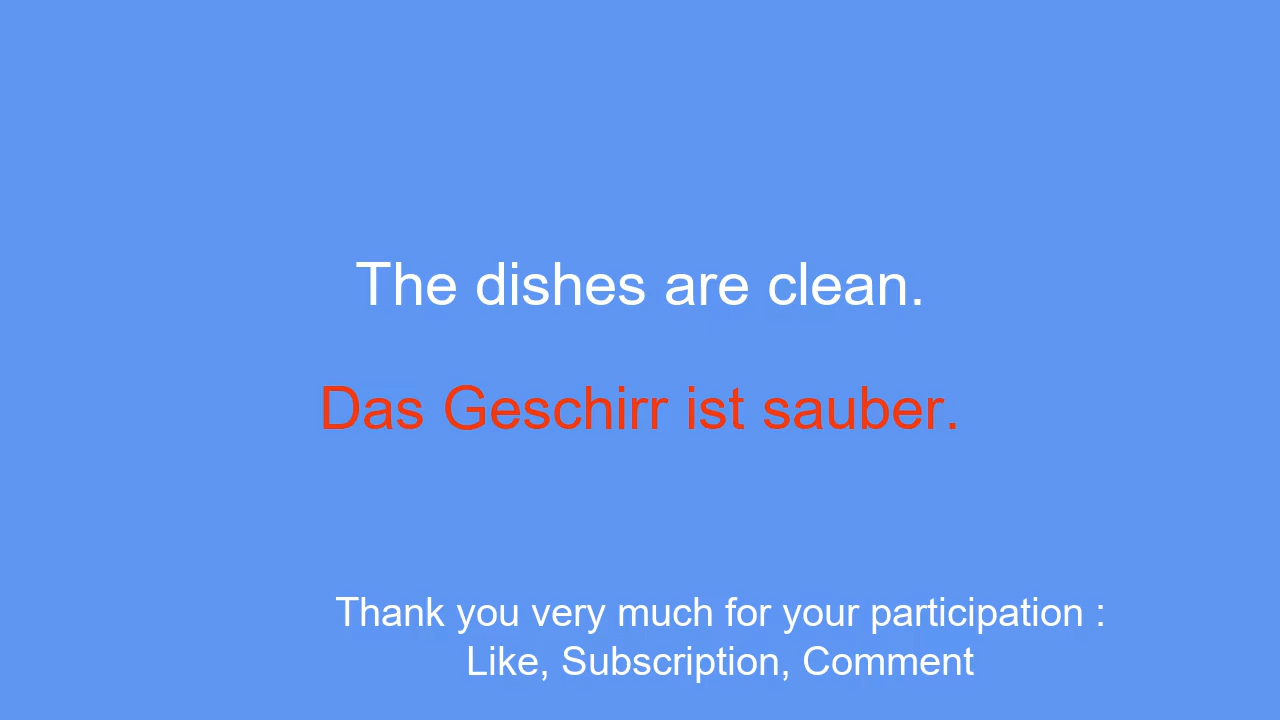 The dishes are clean.
Das Geschirr ist sauber.
Thank you very much for your participation :
Like, Subscription, Comment